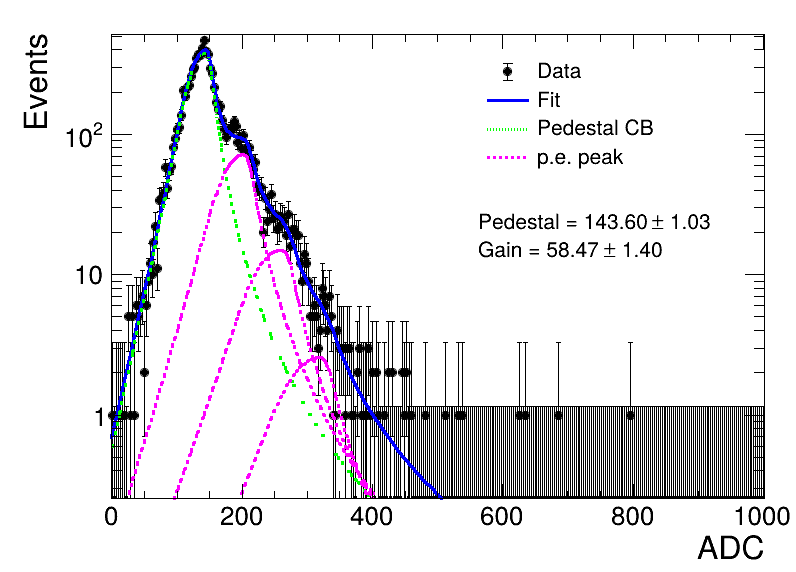 Events
10²
10
1
Data
Fit
Pedestal CB
p.e. peak
Pedestal = 143.60 ± 1.03
Gain = 58.47 ± 1.40
0 200 400 600 800 1000
ADC